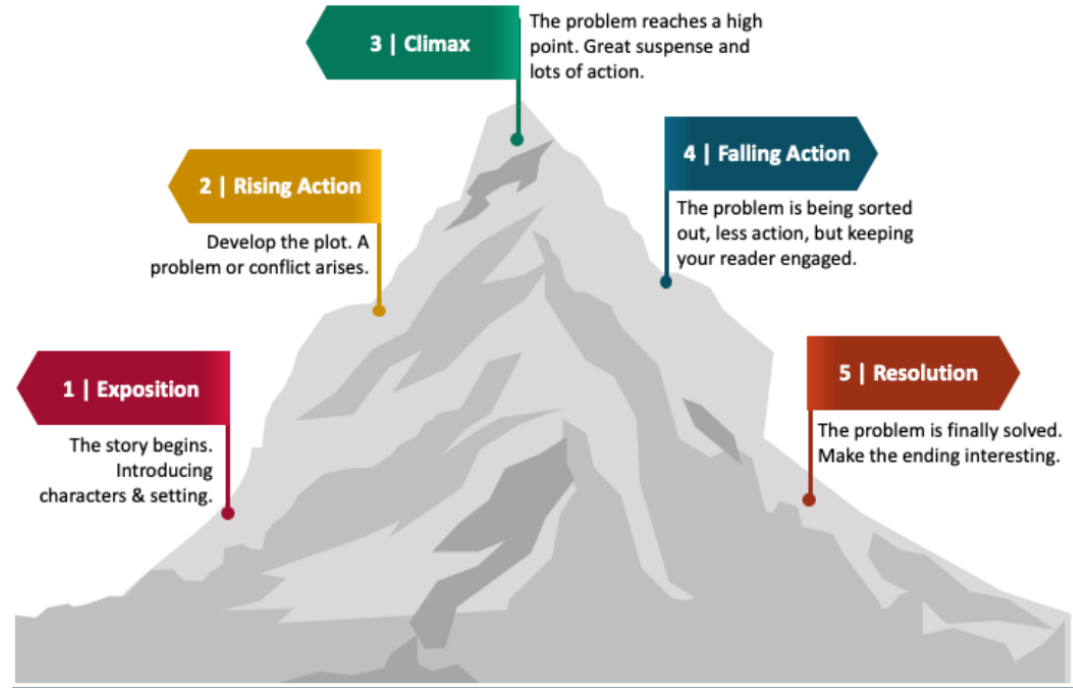 3 | Climax
The problem reaches a high
point. Great suspense and
lots of action.
4 | Falling Action
The problem is being sorted
out, less action, but keeping
your reader engaged.
2 | Rising Action
Develop the plot. A
problem or conflict arises.
1 | Exposition
The story begins.
Introducing
characters & setting.
5 | Resolution
The problem is finally solved.
Make the ending interesting.